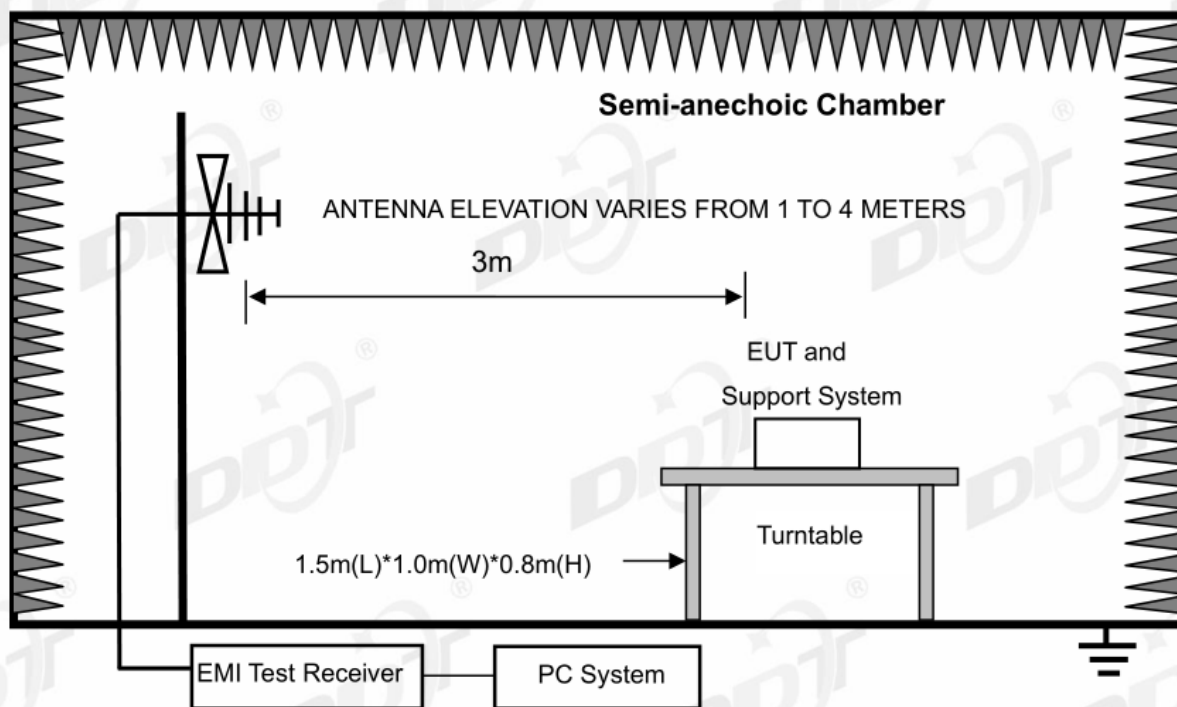 Semi-anechoic Chamber
ANTENNA ELEVATION VARIES FROM 1 TO 4 METERS
3m
EUT and
Support System
Turntable
1.5m(L)*1.0m(W)*0.8m(H)
EMI Test Receiver
PC System
DDT
®